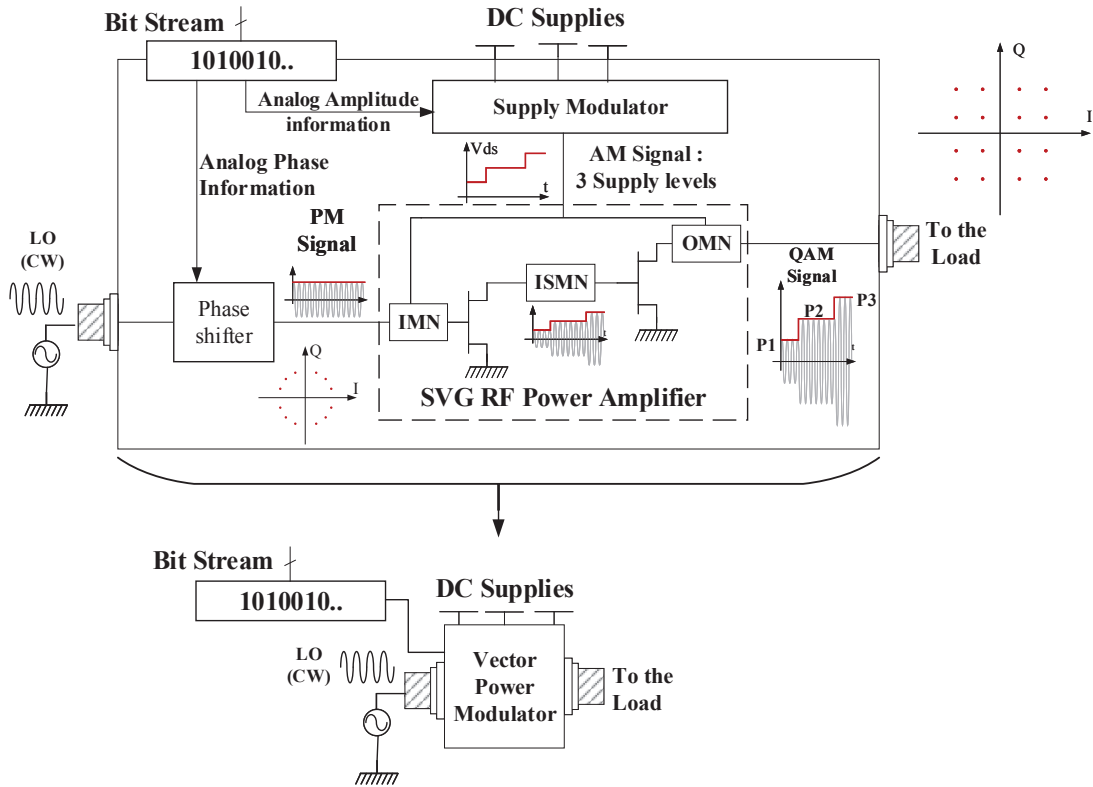 Bit Stream
1010010..
DC Supplies
Supply Modulator
Analog Amplitude
information
Analog Phase
Information
Vds
t
AM Signal :
3 Supply levels
Q
I
LO
(CW)
Phase
shifter
PM
Signal
Q
I
IMN
ISMN
t
OMN
SVG RF Power Amplifier
QAM
Signal
P1
P2
P3
t
To the
Load
Bit Stream
1010010..
DC Supplies
LO
(CW)
Vector
Power
Modulator
To the
Load